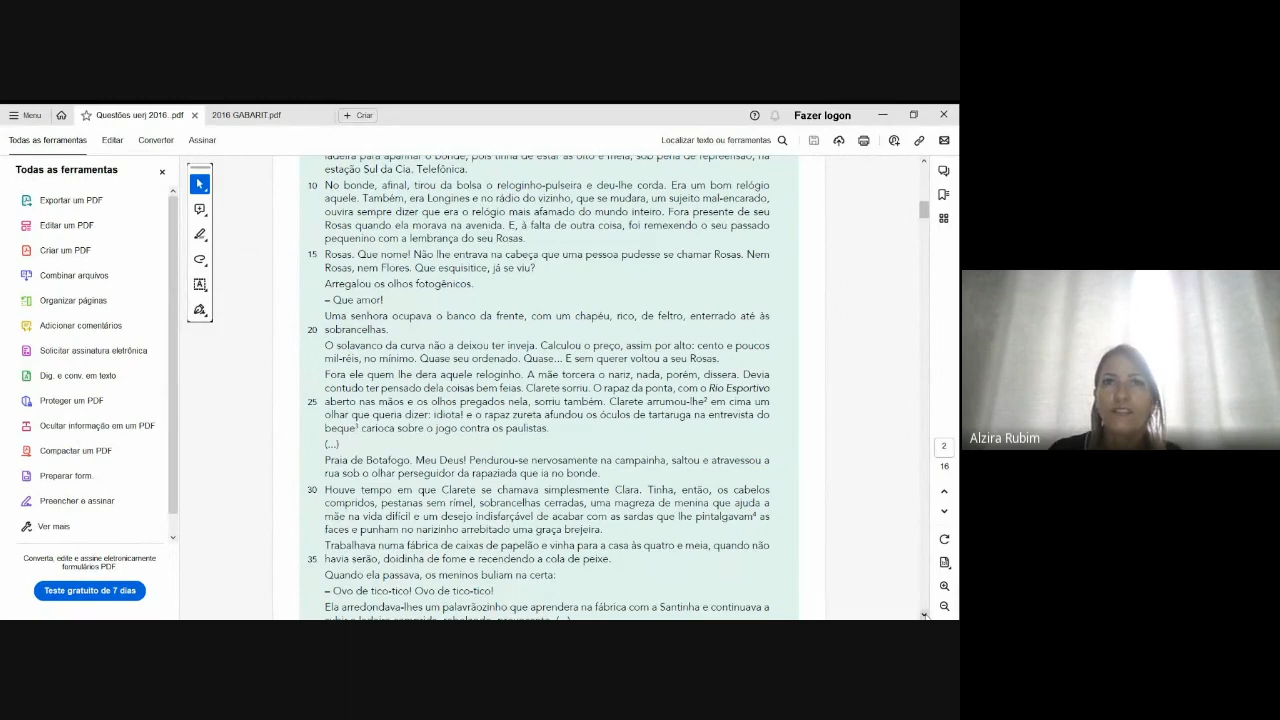 Menu
Questões uerj 2016..pdf
2016 GABARIT.pdf
Criar
Fazer logon
Todas as ferramentas
Editar
Converter
Assinar
Localizar texto ou ferramentas
Todas as ferramentas
Exportar um PDF
Editar um PDF
Criar um PDF
Combinar arquivos
Organizar páginas
Adicionar comentários
Solicitar assinatura eletrônica
Dig. e conv. em texto
Proteger um PDF
Ocultar informação em um PDF
Compactar um PDF
Preparar form.
Preencher e assinar
Ver mais
Converta, edite e assine eletronicamente
formulários PDF
Teste gratuito de 7 dias
ladeira para apanhar o bonde, pois tinha de estar às oito e meia, sob pena de repreensão, na
estação Sul da Cia. Telefônica.
10 No bonde, afinal, tirou da bolsa o reloginho-pulseira e deu-lhe corda. Era um bom relógio
aquele. Também, era Longines e no rádio do vizinho, que se mudara, um sujeito mal-encarado,
ouvira sempre dizer que era o relógio mais afamado do mundo inteiro. Fora presente de seu
Rosas quando ela morava na avenida. E, à falta de outra coisa, foi remexendo o seu passado
pequenino com a lembrança do seu Rosas.
15 Rosas. Que nome! Não lhe entrava na cabeça que uma pessoa pudesse se chamar Rosas. Nem
Rosas, nem Flores. Que esquisitice, já se viu?
Arregalou os olhos fotogênicos.
– Que amor!
Uma senhora ocupava o banco da frente, com um chapéu, rico, de feltro, enterrado até às
20 sobrancelhas.
O solavanco da curva não a deixou ter inveja. Calculou o preço, assim por alto: cento e poucos
mil-réis, no mínimo. Quase seu ordenado. Quase... E sem querer voltou a seu Rosas.
Fora ele quem lhe dera aquele reloginho. A mãe torcera o nariz, nada, porém, dissera. Devia
contudo ter pensado dela coisas bem feias. Clarete sorriu. O rapaz da ponta, com o Rio Esportivo
25 aberto nas mãos e os olhos pregados nela, sorriu também. Clarete arrumou-lhe² em cima um
olhar que queria dizer: idiota! e o rapaz zureta afundou os óculos de tartaruga na entrevista do
beque³ carioca sobre o jogo contra os paulistas.
(...)
Praia de Botafogo. Meu Deus! Pendurou-se nervosamente na campainha, saltou e atravessou a
rua sob o olhar perseguidor da rapaziada que ia no bonde.
30 Houve tempo em que Clarete se chamava simplesmente Clara. Tinha, então, os cabelos
compridos, pestanas sem rímel, sobrancelhas cerradas, uma magreza de menina que ajuda a
mãe na vida difícil e um desejo indisfarçável de acabar com as sardas que lhe pintalgavam⁴ as
faces e punham no narizinho arrebitado uma graça brejeira.
Trabalhava numa fábrica de caixas de papelão e vinha para a casa às quatro e meia, quando não
35 havia serão, doidinha de fome e recendendo a cola de peixe.
Quando ela passava, os meninos buliam na certa:
– Ovo de tico-tico! Ovo de tico-tico!
Ela arredondava-lhes um palavrãozinho que aprendera na fábrica com a Santinha e continuava a
subir a ladeira comprida, rebolando, provocante. (...)
2
16
Alzira Rubim